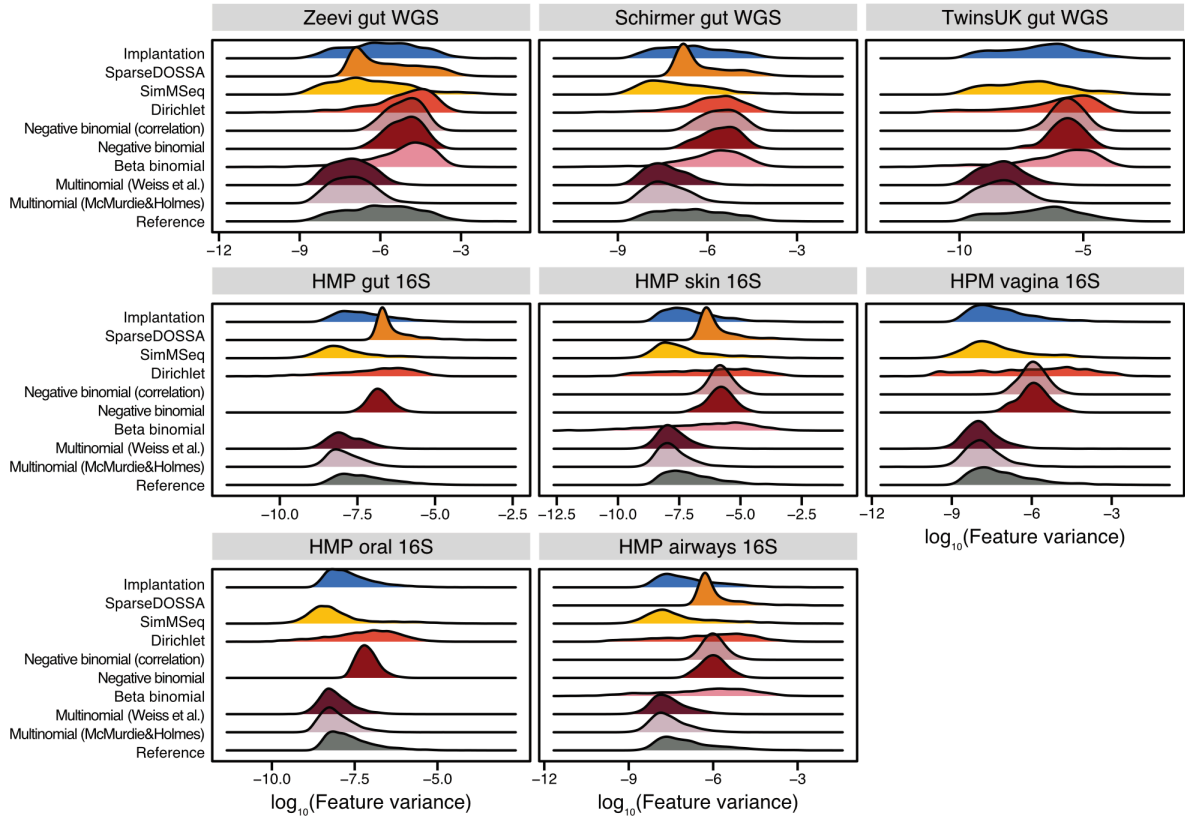 Zeevi gut WGS
Schirmer gut WGS
TwinsUK gut WGS
Implantation
SparseDOSSA
SimMSeq
Dirichlet
Negative binomial (correlation)
Negative binomial
Beta binomial
Multinomial (Weiss et al.)
Multinomial (McMurdie&Holmes)
Reference
−12 −9 −6 −3
−9 −6 −3
−10 −5
HMP gut 16S
HMP skin 16S
HPM vagina 16S
Implantation
SparseDOSSA
SimMSeq
Dirichlet
Negative binomial (correlation)
Negative binomial
Beta binomial
Multinomial (Weiss et al.)
Multinomial (McMurdie&Holmes)
Reference
−10.0 −7.5 −5.0 −2.5
−12.5 −10.0 −7.5 −5.0 −2.5
−12 −9 −6 −3
log10(Feature variance)
HMP oral 16S
HMP airways 16S
Implantation
SparseDOSSA
SimMSeq
Dirichlet
Negative binomial (correlation)
Negative binomial
Beta binomial
Multinomial (Weiss et al.)
Multinomial (McMurdie&Holmes)
Reference
−10.0 −7.5 −5.0
−12 −9 −6 −3
log10(Feature variance)
log10(Feature variance)